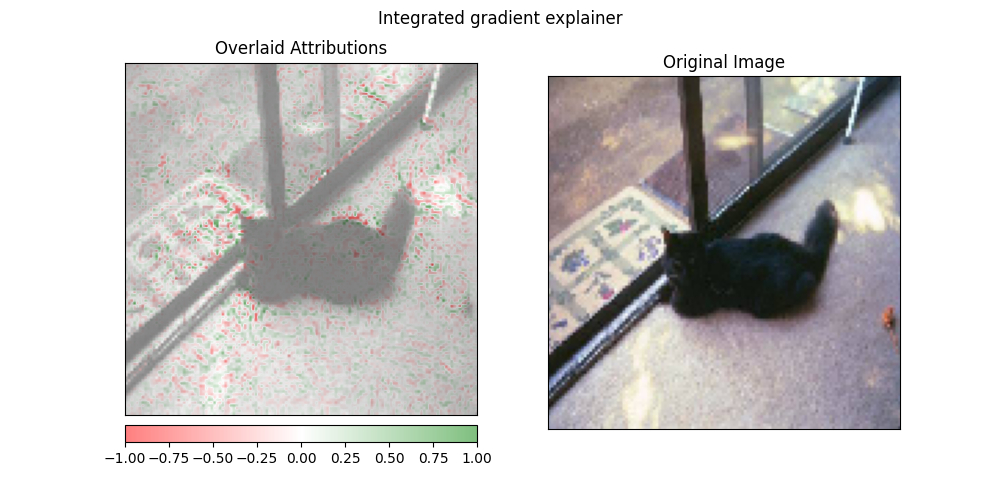 Integrated gradient explainer
Overlaid Attributions
Original Image
−1.00 −0.75 −0.50 −0.25 0.00 0.25 0.50 0.75 1.00